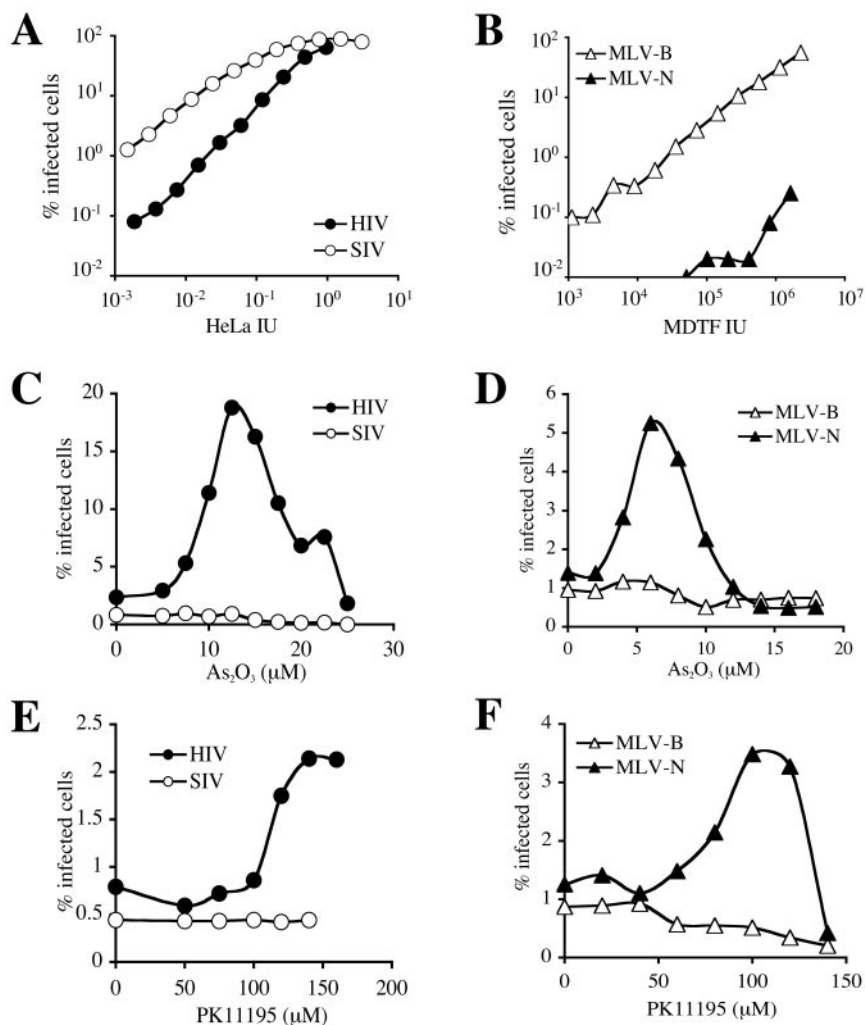 A
% infected cells
10²
10¹
10⁰
10⁻¹
10⁻²
HIV
SIV
10⁻³ 10⁻² 10⁻¹ 10⁰ 10¹
HeLa IU
B
% infected cells
10²
10¹
10⁰
10⁻¹
10⁻²
MLV-B
MLV-N
10³ 10⁴ 10⁵ 10⁶ 10⁷
MDTF IU
C
% infected cells
20
15
10
5
0
HIV
SIV
0 10 20 30
As₂O₃ (μM)
D
% infected cells
6
5
4
3
2
1
0
MLV-B
MLV-N
0 5 10 15 20
As₂O₃ (μM)
E
% infected cells
2.5
2
1.5
1
0.5
0
HIV
SIV
0 50 100 150 200
PK11195 (μM)
F
% infected cells
4
3
2
1
0
MLV-B
MLV-N
0 50 100 150
PK11195 (μM)